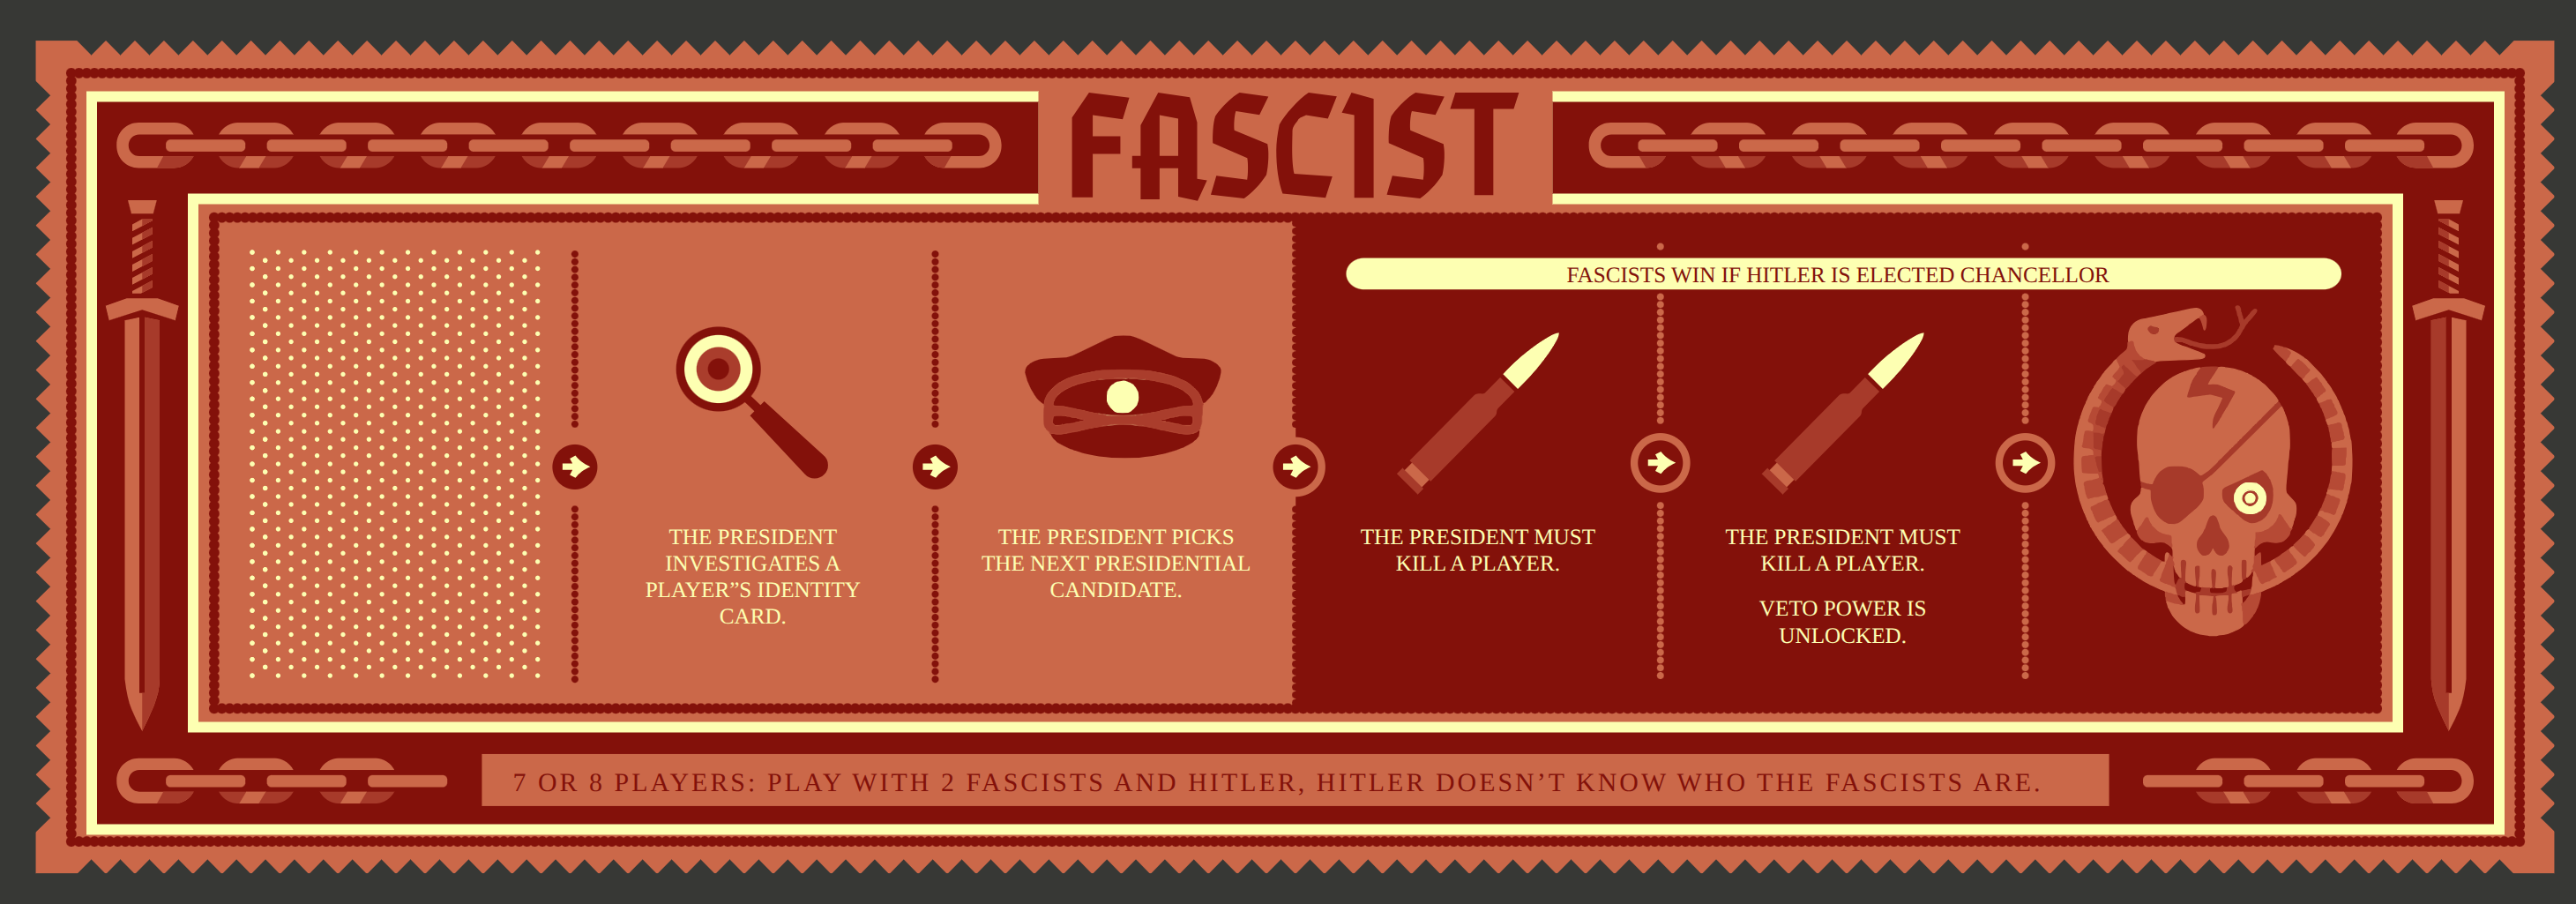 FASCIST
FASCISTS WIN IF HITLER IS ELECTED CHANCELLOR
THE PRESIDENT
INVESTIGATES A
PLAYER”S IDENTITY
CARD.
THE PRESIDENT PICKS
THE NEXT PRESIDENTIAL
CANDIDATE.
THE PRESIDENT MUST
KILL A PLAYER.
THE PRESIDENT MUST
KILL A PLAYER.
VETO POWER IS
UNLOCKED.
7 OR 8 PLAYERS: PLAY WITH 2 FASCISTS AND HITLER, HITLER DOESN’T KNOW WHO THE FASCISTS ARE.